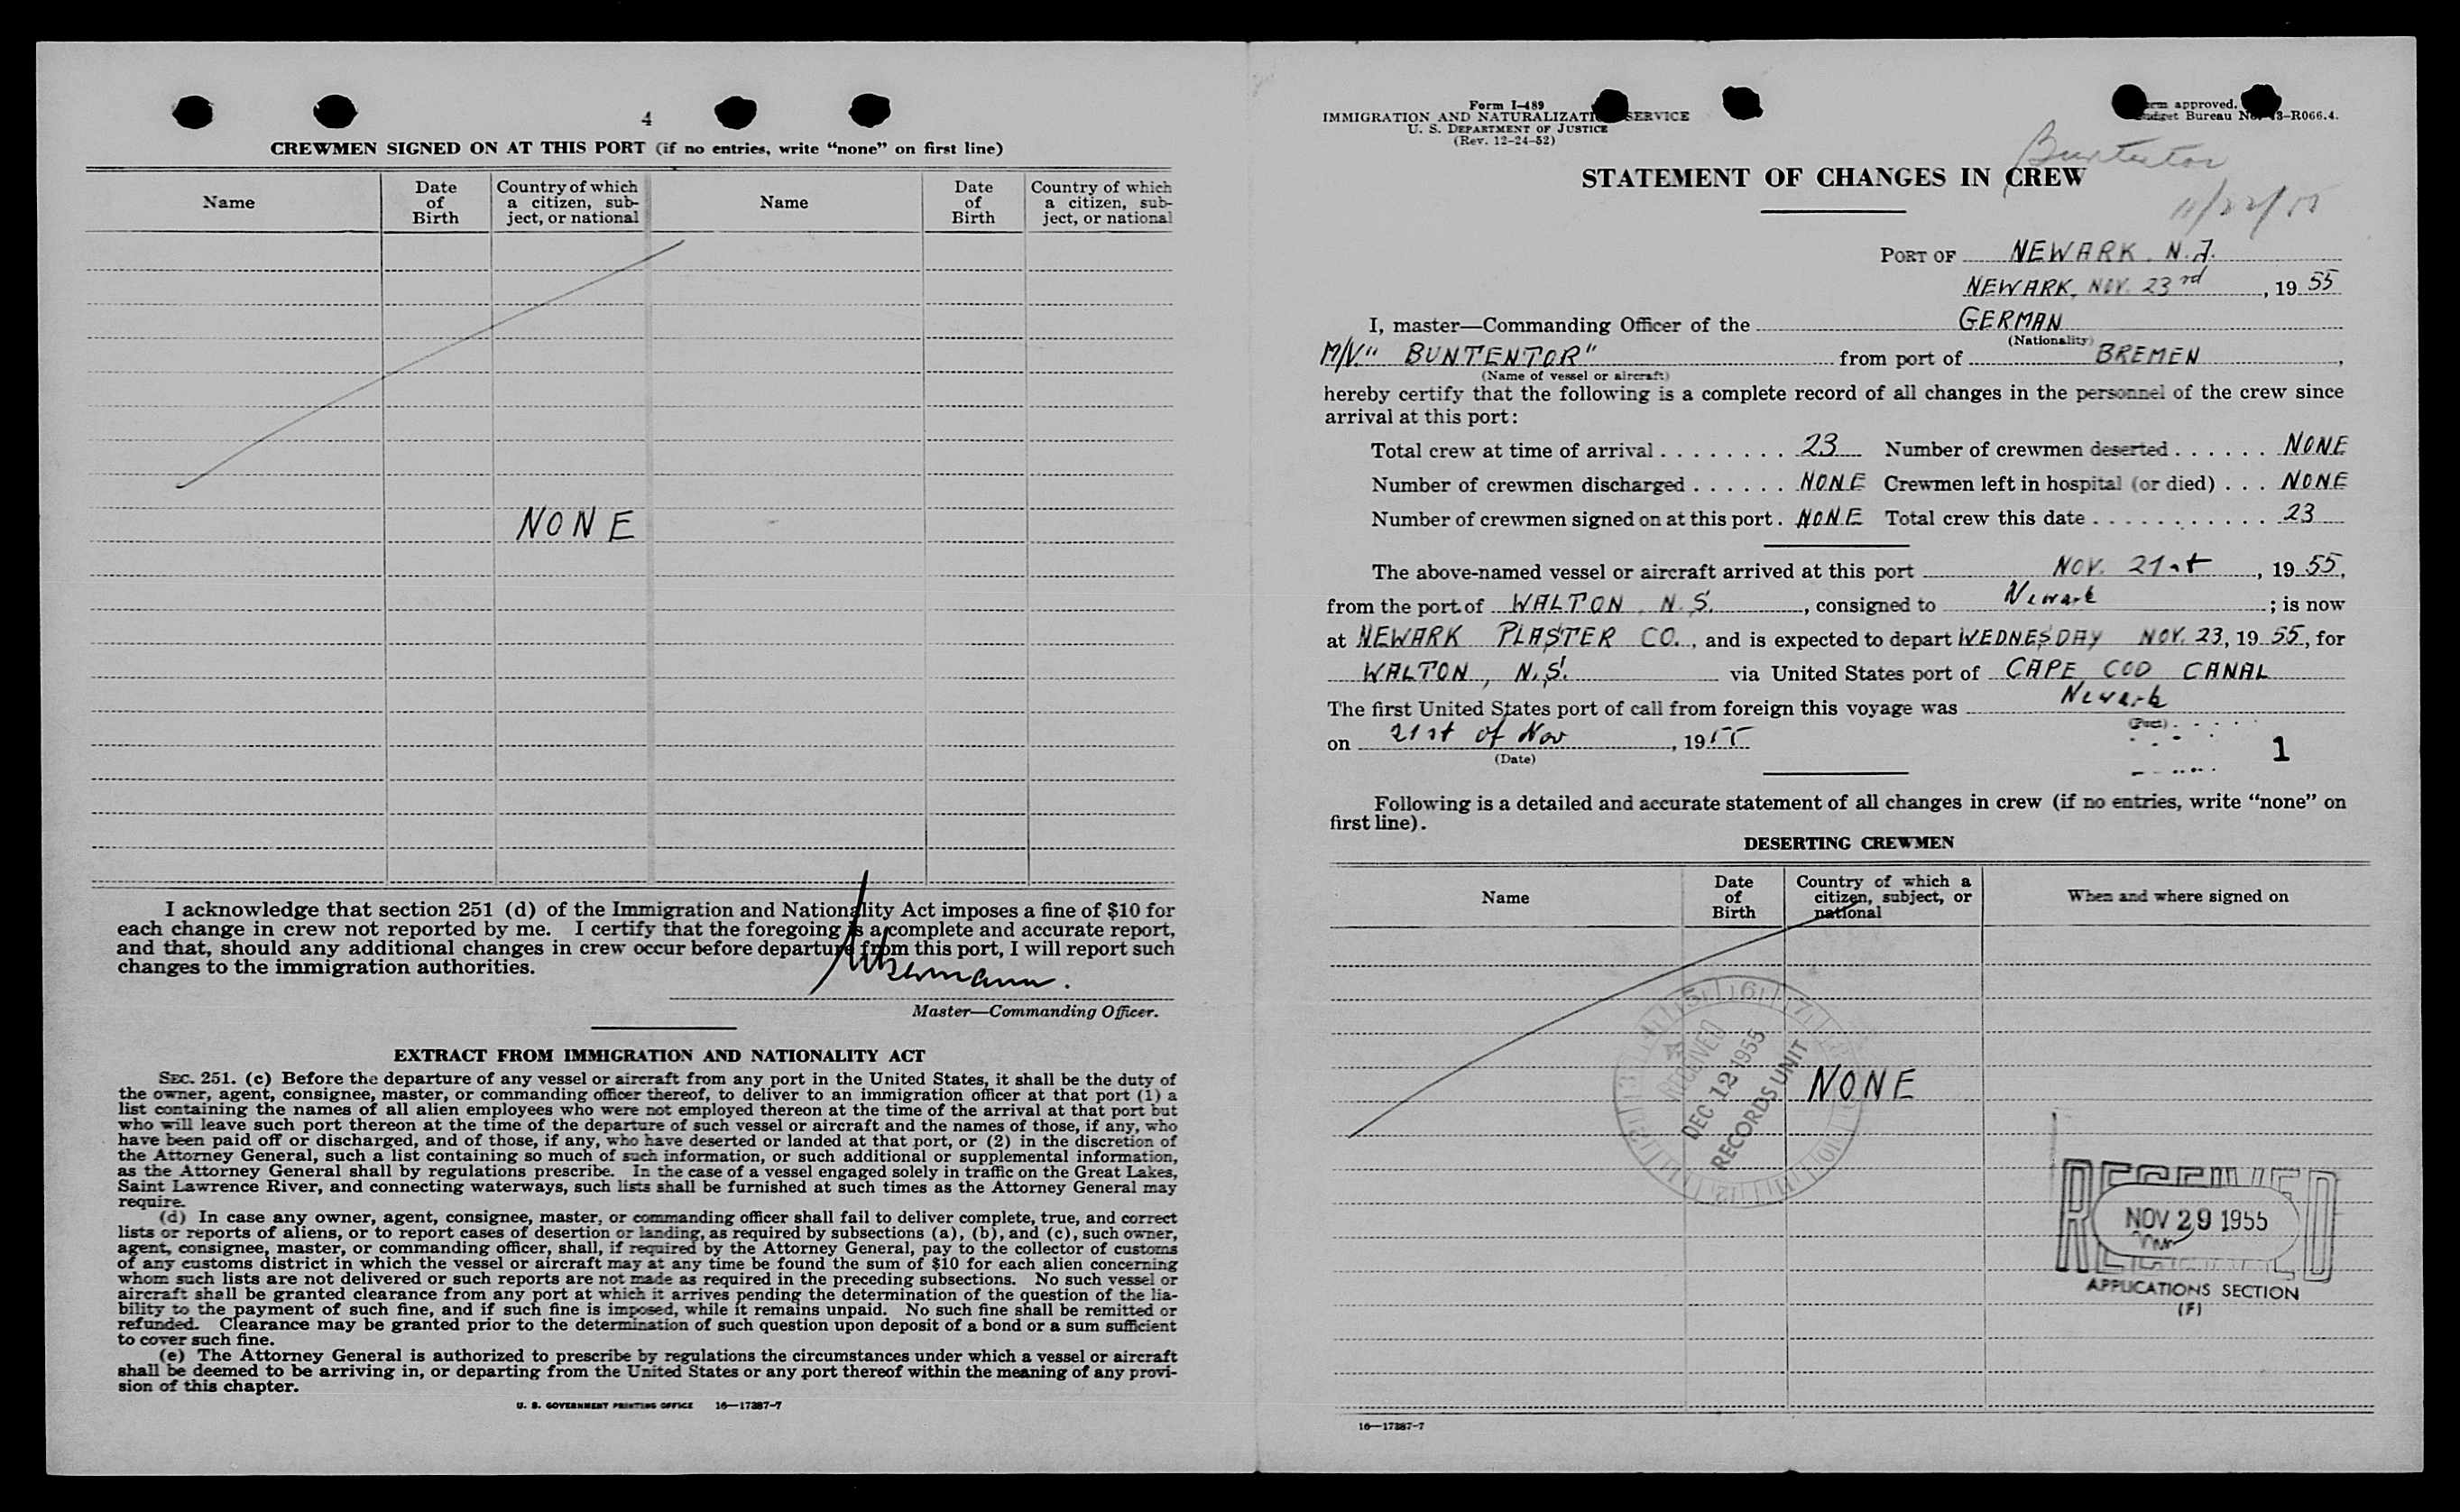 4
CREWMEN SIGNED ON AT THIS PORT (if no entries, write “none” on first line)
Name
Date of Birth
Country of which a citizen, subject, or national
Name
Date of Birth
Country of which a citizen, subject, or national
NONE
I acknowledge that section 251 (d) of the Immigration and Nationality Act imposes a fine of $10 for
each change in crew not reported by me. I certify that the foregoing is a complete and accurate report,
and that, should any additional changes in crew occur before departure from this port, I will report such
changes to the immigration authorities.
Master—Commanding Officer.
EXTRACT FROM IMMIGRATION AND NATIONALITY ACT
SEC. 251. (c) Before the departure of any vessel or aircraft from any port in the United States, it shall be the duty of
the owner, agent, consignee, master, or commanding officer thereof, to deliver to an immigration officer at that port (1) a
list containing the names of all alien employees who were not employed thereon at the time of the arrival at that port but
who will leave such port thereon at the time of the departure of such vessel or aircraft and the names of those, if any, who
have been paid off or discharged, and of those, if any, who have deserted or landed at that port, or (2) in the discretion of
the Attorney General, such a list containing so much of such information, or such additional or supplemental information,
as the Attorney General shall by regulations prescribe. In the case of a vessel engaged solely in traffic on the Great Lakes,
Saint Lawrence River, and connecting waterways, such lists shall be furnished at such times as the Attorney General may
require.
(d) In case any owner, agent, consignee, master, or commanding officer shall fail to deliver complete, true, and correct
lists or reports of aliens, or to report cases of desertion or landing, as required by subsections (a), (b), and (c), such owner,
agent, consignee, master, or commanding officer, shall, if required by the Attorney General, pay to the collector of customs
of any customs district in which the vessel or aircraft may at any time be found the sum of $10 for each alien concerning
whom such lists are not delivered or such reports are not made as required in the preceding subsections. No such vessel or
aircraft shall be granted clearance from any port at which it arrives pending the determination of the question of the lia-
bility to the payment of such fine, and if such fine is imposed, while it remains unpaid. No such fine shall be remitted or
refunded. Clearance may be granted prior to the determination of such question upon deposit of a bond or a sum sufficient
to cover such fine.
(e) The Attorney General is authorized to prescribe by regulations the circumstances under which a vessel or aircraft
shall be deemed to be arriving in, or departing from the United States or any port thereof within the meaning of any provi-
sion of this chapter.
U. S. GOVERNMENT PRINTING OFFICE 16—17387-7
Form I-489
IMMIGRATION AND NATURALIZATI SERVICE
U. S. DEPARTMENT OF JUSTICE
(Rev. 12-24-52)
approved.
Budget Bureau No. 43-R066.4.
11/22/55
STATEMENT OF CHANGES IN CREW
PORT OF NEWARK. N.J.
NEWARK, NOV. 23rd, 1955
I, master—Commanding Officer of the GERMAN
(Nationality)
M/V" BUNTENTOR" from port of BREMEN,
(Name of vessel or aircraft)
hereby certify that the following is a complete record of all changes in the personnel of the crew since
arrival at this port:
Total crew at time of arrival . . . . . . . . 23 Number of crewmen deserted . . . . . . NONE
Number of crewmen discharged . . . . . . NONE Crewmen left in hospital (or died) . . . NONE
Number of crewmen signed on at this port . NONE Total crew this date . . . . . . . . . . . . 23
The above-named vessel or aircraft arrived at this port NOV. 21st, 1955,
from the port of WALTON, N.S., consigned to Newark; is now
at NEWARK PLASTER CO., and is expected to depart WEDNESDAY NOV. 23, 1955, for
WALTON, N.S. via United States port of CAPE COD CANAL
The first United States port of call from foreign this voyage was Newark
(Port)
on 21st of Nov, 1955
(Date)
1
Following is a detailed and accurate statement of all changes in crew (if no entries, write “none” on
first line).
DESERTING CREWMEN
Name
Date of Birth
Country of which a citizen, subject, or national
When and where signed on
RECEIVED
DEC 12 1955
RECORDS UNIT
NONE
RECEIVED
NOV 29 1955
APPLICATIONS SECTION
(F)
16—17387-7